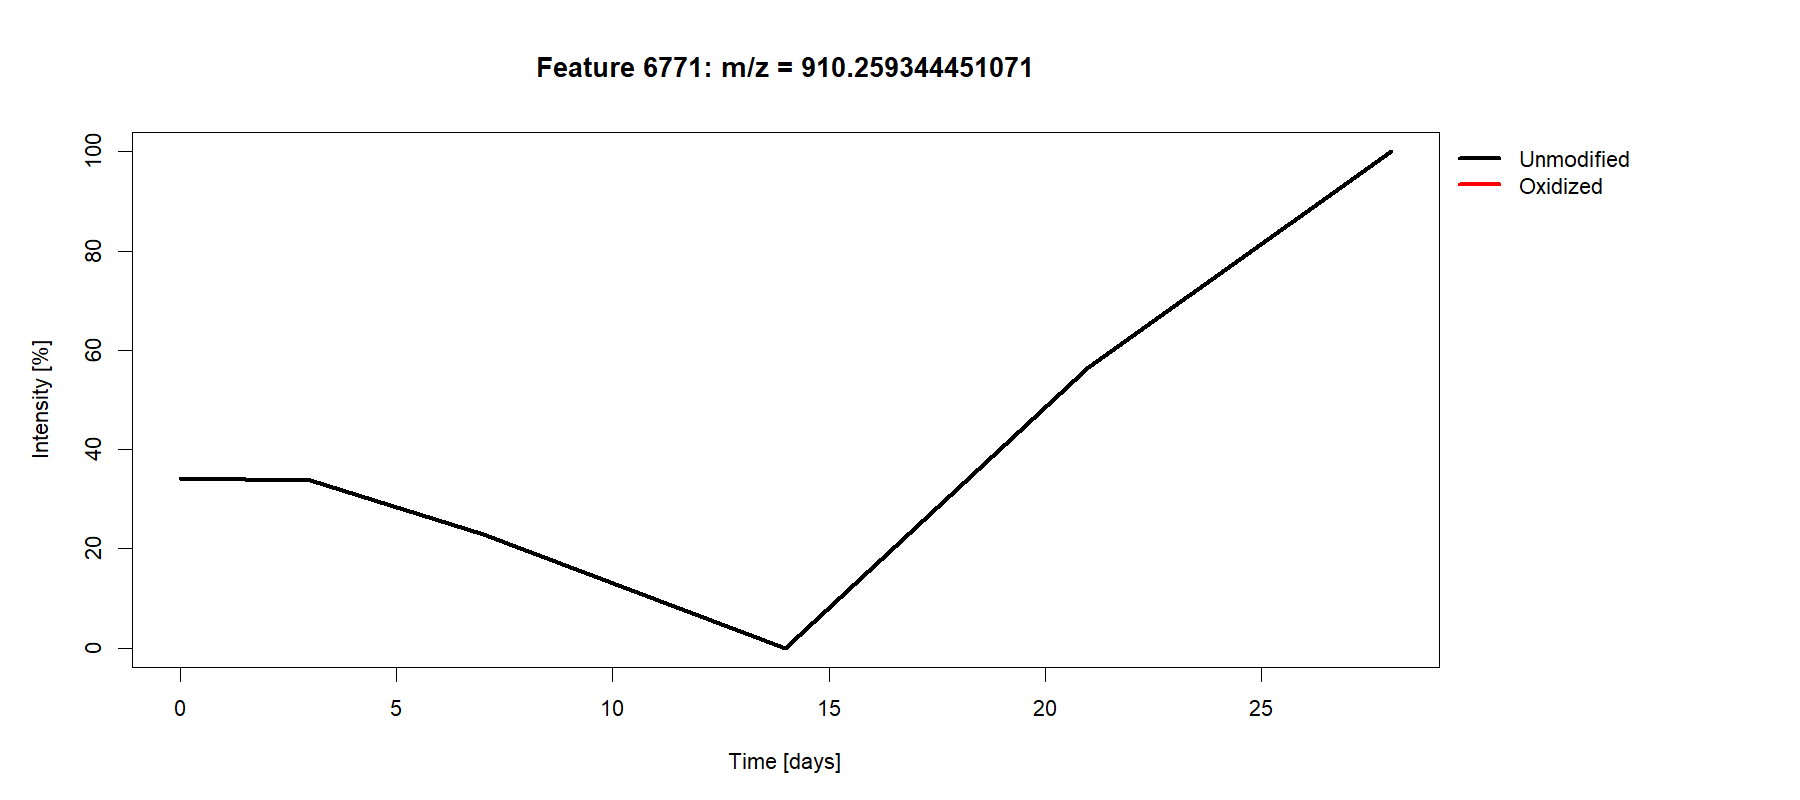 Feature 6771: m/z = 910.259344451071
Unmodified
Oxidized
Intensity [%]
100
80
60
40
20
0
0 5 10 15 20 25
Time [days]